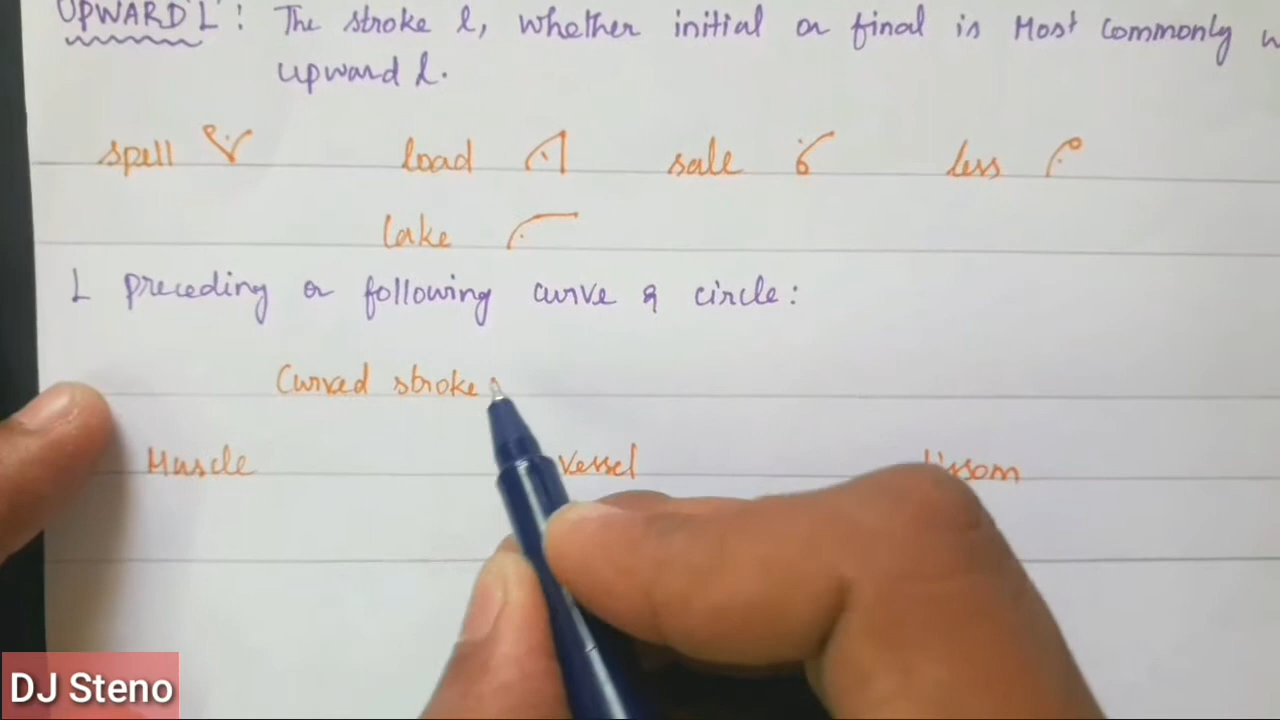 UPWARD 'L' : The stroke l, whether initial or final is Most commonly
upward l.
spell load sale less
lake
L preceding or following curve & circle :
Curved stroke
Muscle Vessel lissom
DJ Steno